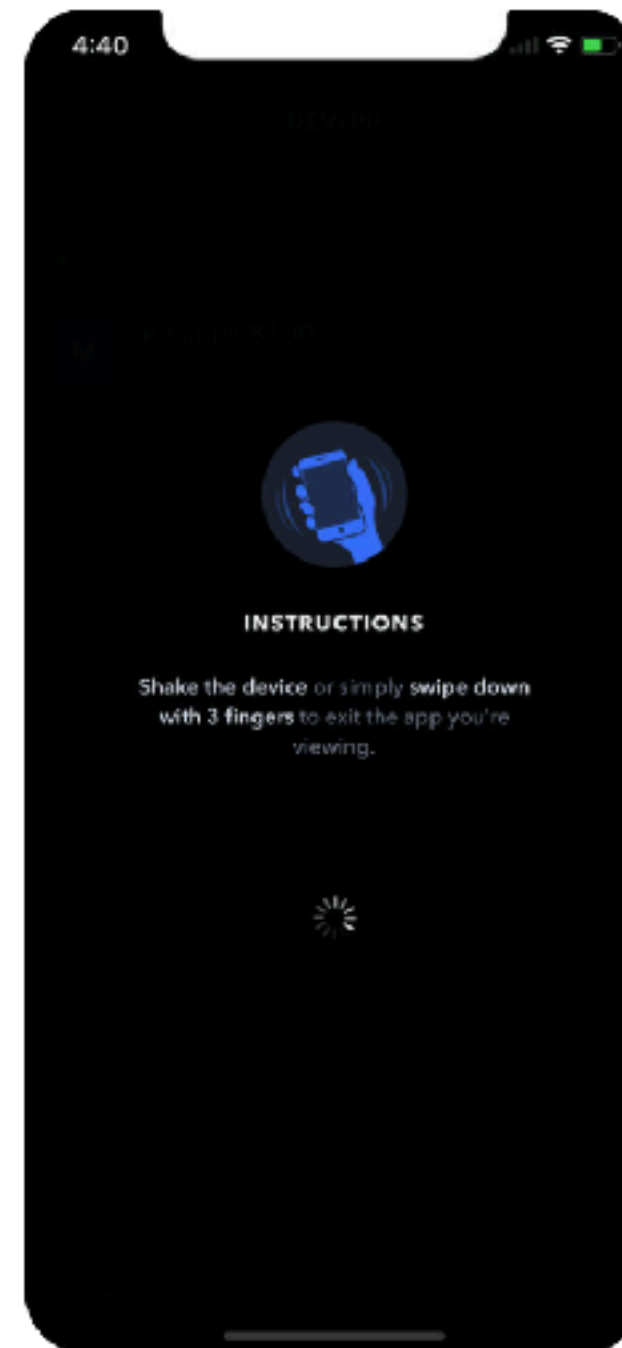 4:40
INSTRUCTIONS
Shake the device or simply swipe down
with 3 fingers to exit the app you're
viewing.